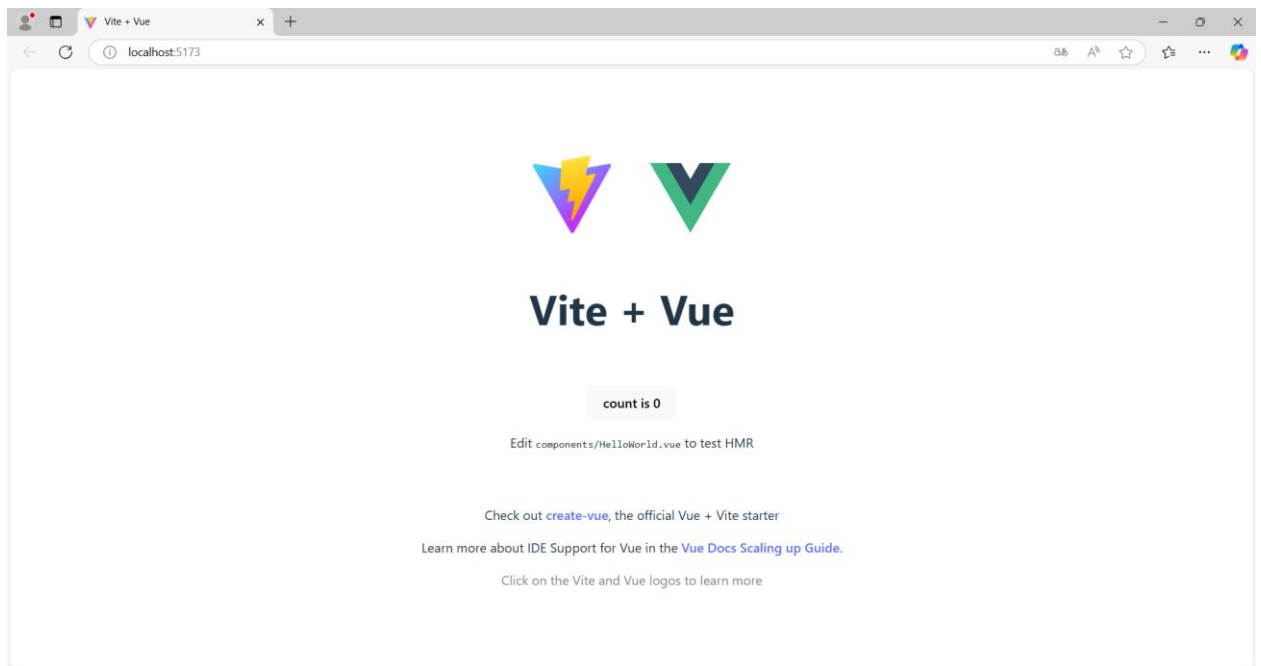 Vite + Vue
localhost:5173
Vite + Vue
count is 0
Edit components/HelloWorld.vue to test HMR
Check out create-vue, the official Vue + Vite starter
Learn more about IDE Support for Vue in the Vue Docs Scaling up Guide.
Click on the Vite and Vue logos to learn more